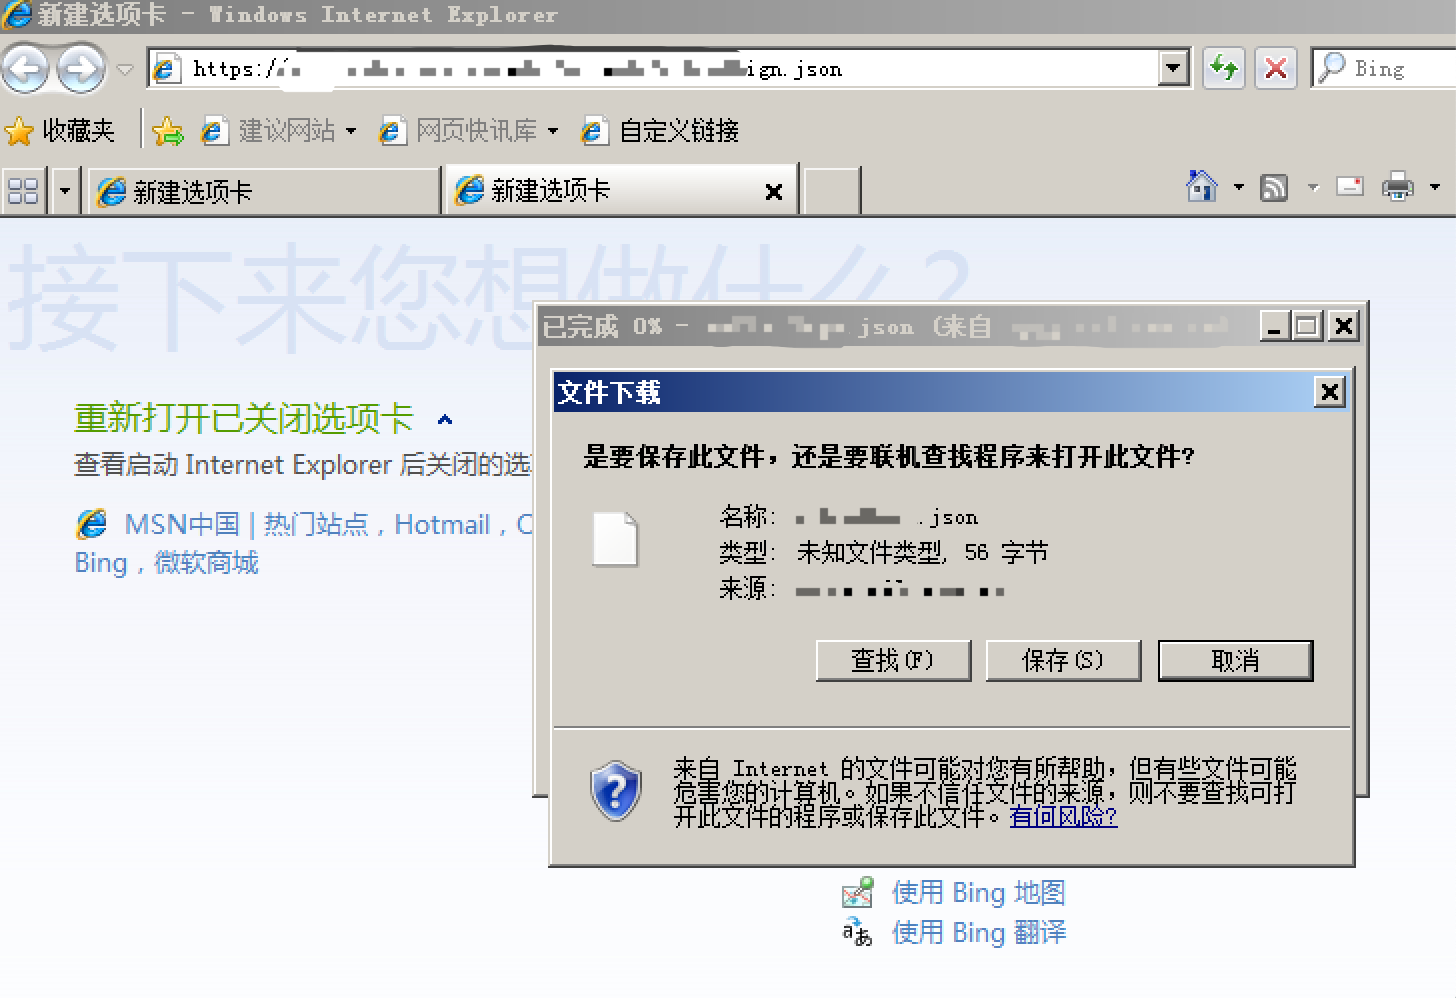 新建选项卡 - Windows Internet Explorer
https:/ ign.json
Bing
收藏夹
建议网站
网页快讯库
自定义链接
新建选项卡
新建选项卡
接下来您想做什么?
重新打开已关闭选项卡
查看启动 Internet Explorer 后关闭的选
MSN中国 | 热门站点 , Hotmail ,
Bing , 微软商城
已完成 0% - .json (来自
文件下载
是要保存此文件，还是要联机查找程序来打开此文件?
名称: .json
类型: 未知文件类型, 56 字节
来源:
查找(F)
保存(S)
取消
来自 Internet 的文件可能对您有所帮助，但有些文件可能
危害您的计算机。如果不信任文件的来源，则不要查找可打
开此文件的程序或保存此文件。有何风险?
使用 Bing 地图
使用 Bing 翻译